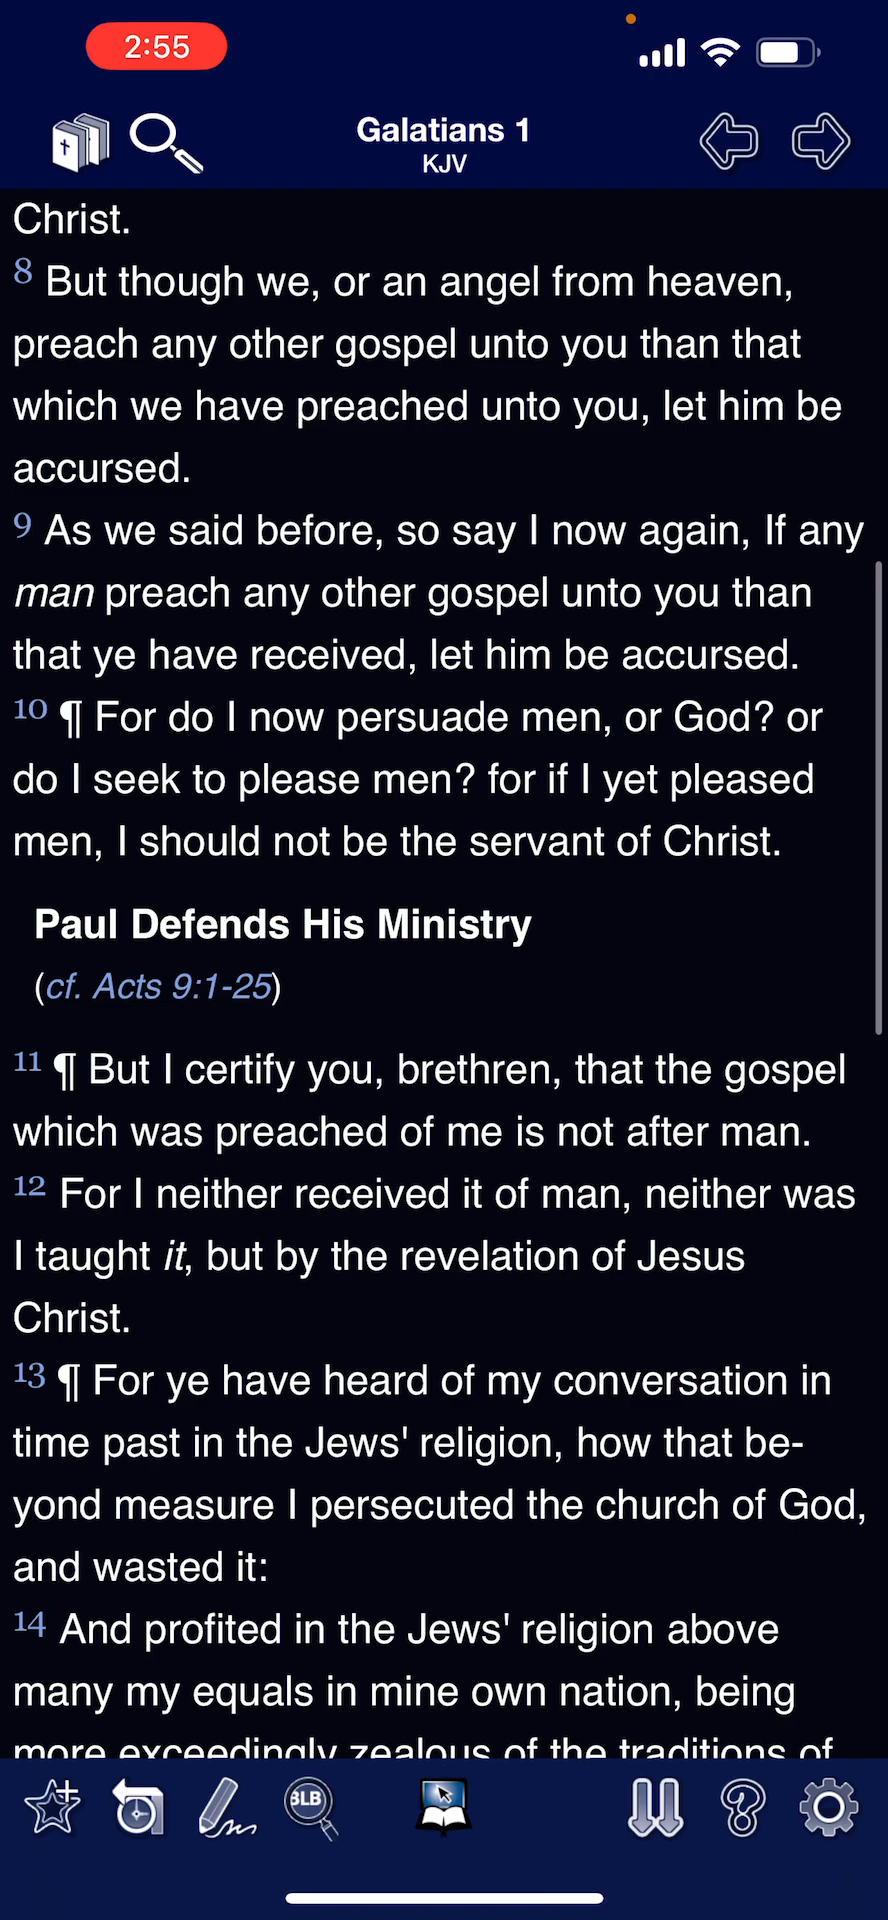 2:55
Galatians 1
KJV
Christ.
8 But though we, or an angel from heaven,
preach any other gospel unto you than that
which we have preached unto you, let him be
accursed.
9 As we said before, so say I now again, If any
man preach any other gospel unto you than
that ye have received, let him be accursed.
10 ¶ For do I now persuade men, or God? or
do I seek to please men? for if I yet pleased
men, I should not be the servant of Christ.
Paul Defends His Ministry
(cf. Acts 9:1-25)
11 ¶ But I certify you, brethren, that the gospel
which was preached of me is not after man.
12 For I neither received it of man, neither was
I taught it, but by the revelation of Jesus
Christ.
13 ¶ For ye have heard of my conversation in
time past in the Jews' religion, how that be-
yond measure I persecuted the church of God,
and wasted it:
14 And profited in the Jews' religion above
many my equals in mine own nation, being
more exceedingly zealous of the traditions of
BLB